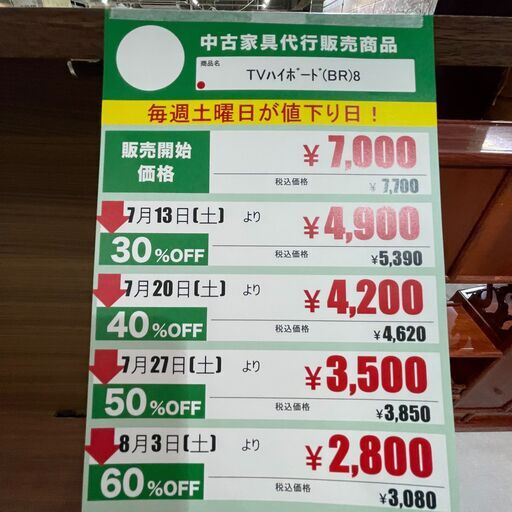 中古家具代行販売商品
商品名
TVﾊｲﾎﾞｰﾄﾞ(BR)8
毎週土曜日が値下り日！
販売開始
価格
¥7,000
税込価格 ¥7,700
7月13日(土) より
30%OFF
¥4,900
税込価格 ¥5,390
7月20日(土) より
40%OFF
¥4,200
税込価格 ¥4,620
7月27日(土) より
50%OFF
¥3,500
税込価格 ¥3,850
8月3日(土) より
60%OFF
¥2,800
税込価格 ¥3,080